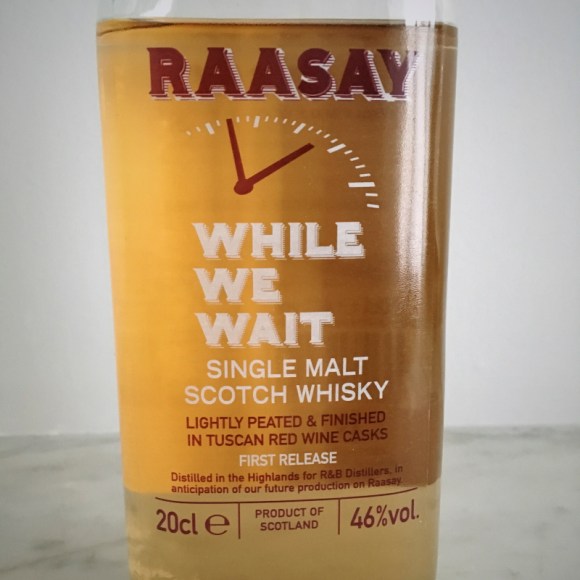 RAASAY
WHILE
WE
WAIT
SINGLE MALT
SCOTCH WHISKY
LIGHTLY PEATED & FINISHED
IN TUSCAN RED WINE CASKS
FIRST RELEASE
Distilled in the Highlands for R&B Distillers, in
anticipation of our future production on Raasay.
20cl ℮
PRODUCT OF
SCOTLAND
46%vol.